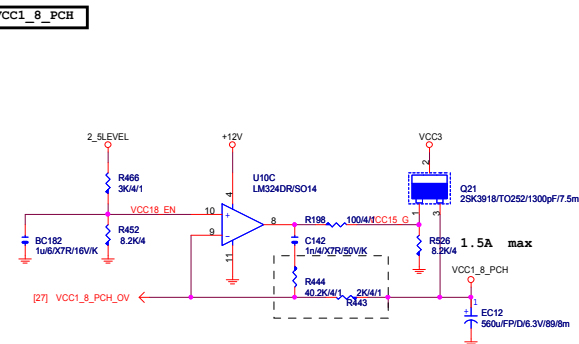 VCC1_8_PCH
2_5LEVEL
+12V
VCC3
2
R466
3K/4/1
U10C
LM324DR/SO14
4
Q21
2SK3918/TO252/1300pF/7.5m
VCC18_EN
10
+
9
-
8
11
R198
100/4/1
VCC15_G
1
3
BC182
1u/6/X7R/16V/K
R452
8.2K/4
C142
1n/4/X7R/50V/K
R526
8.2K/4
1.5A max
VCC1_8_PCH
R444
40.2K/4/1
2K/4/1
R443
[27] VCC1_8_PCH_OV
1
+
EC12
560u/FP/D/6.3V/89/8m